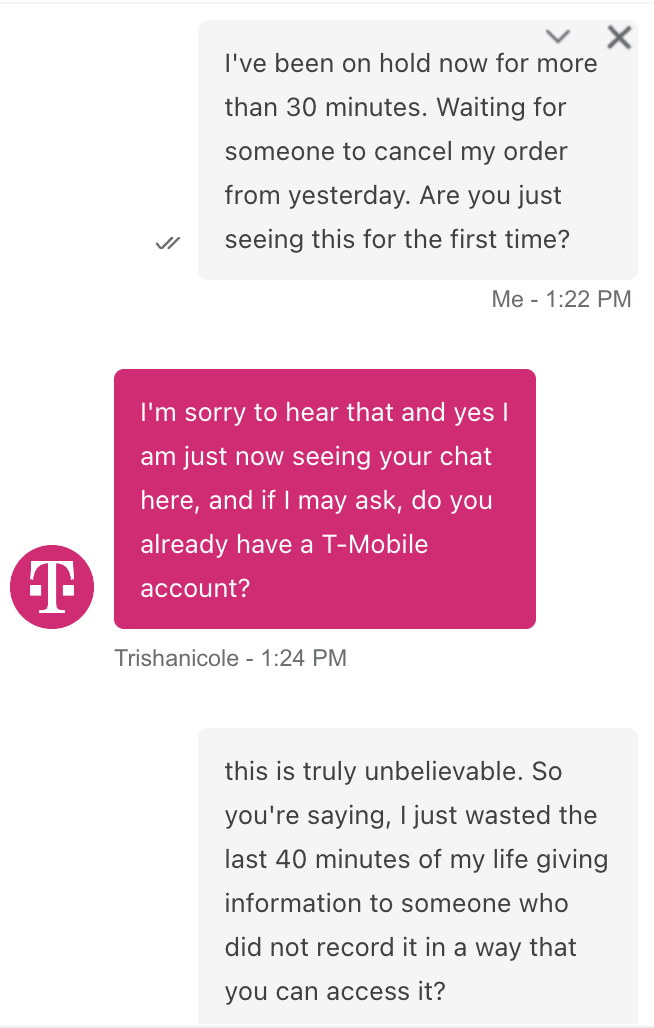 I've been on hold now for more
than 30 minutes. Waiting for
someone to cancel my order
from yesterday. Are you just
seeing this for the first time?
Me - 1:22 PM
I'm sorry to hear that and yes I
am just now seeing your chat
here, and if I may ask, do you
already have a T-Mobile
account?
T
Trishanicole - 1:24 PM
this is truly unbelievable. So
you're saying, I just wasted the
last 40 minutes of my life giving
information to someone who
did not record it in a way that
you can access it?